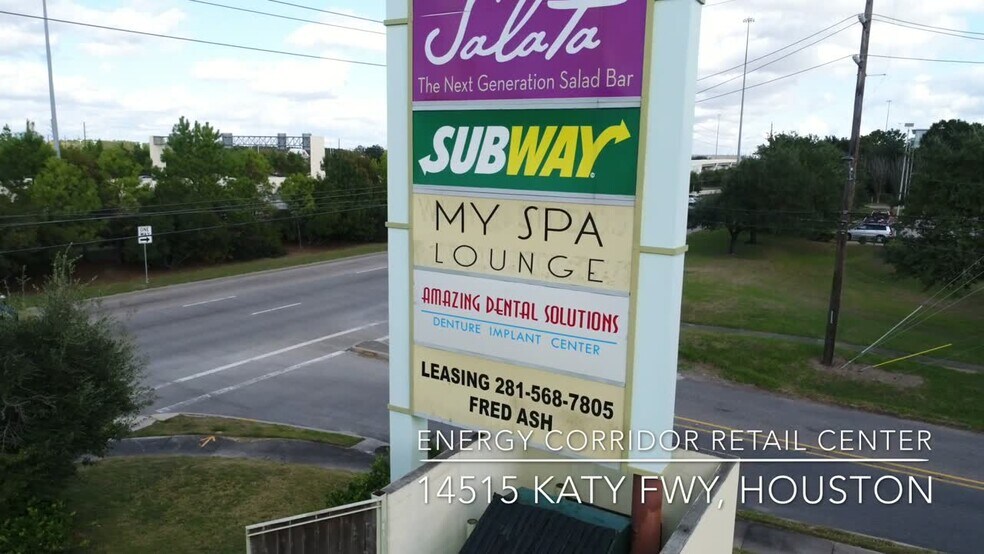 SalaTa
The Next Generation Salad Bar
SUBWAY
MY SPA
LOUNGE
AMAZING DENTAL SOLUTIONS
DENTURE IMPLANT CENTER
LEASING 281-568-7805
FRED ASH
ENERGY CORRIDOR RETAIL CENTER
14515 KATY FWY, HOUSTON